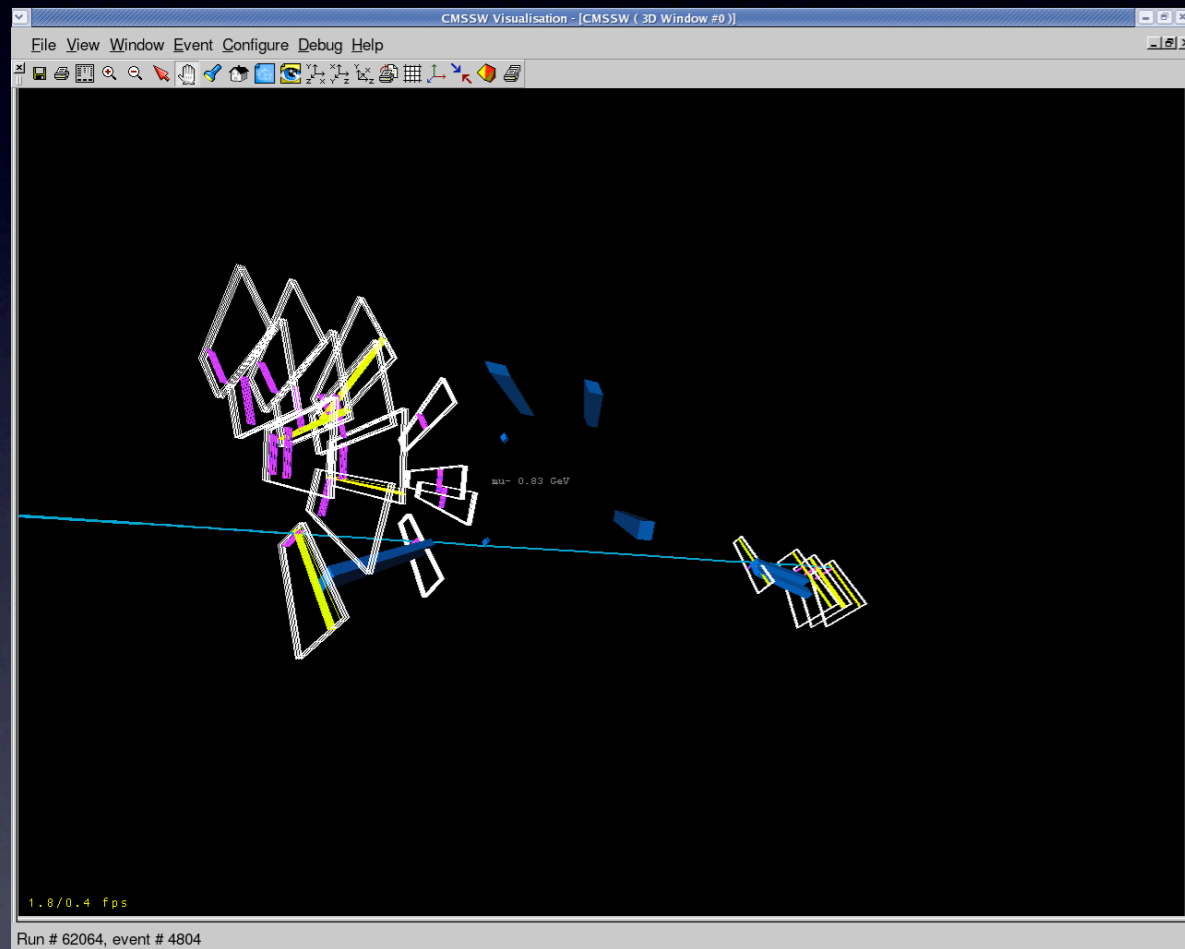 CMSSW Visualisation - [CMSSW ( 3D Window #0 )]
File View Window Event Configure Debug Help
mu- 0.83 GeV
1.8/0.4 fps
Run # 62064, event # 4804